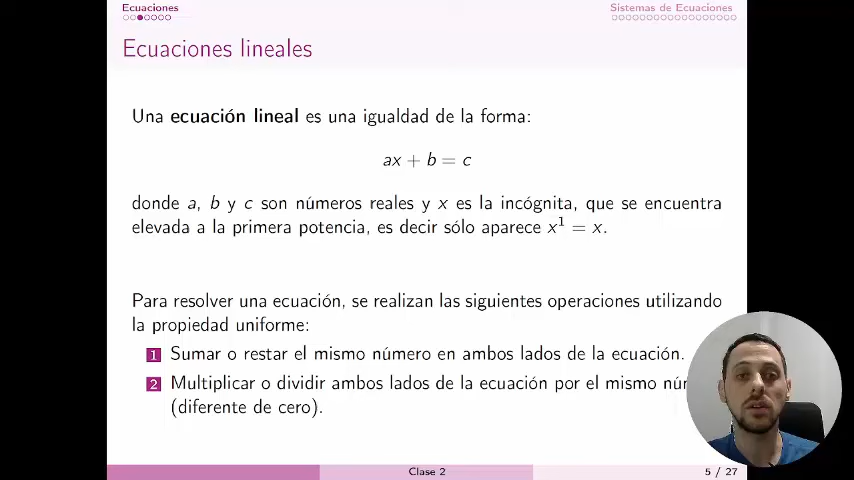 Ecuaciones
Sistemas de Ecuaciones
Ecuaciones lineales
Una ecuación lineal es una igualdad de la forma:
ax + b = c
donde a, b y c son números reales y x es la incógnita, que se encuentra
elevada a la primera potencia, es decir sólo aparece x¹ = x.
Para resolver una ecuación, se realizan las siguientes operaciones utilizando
la propiedad uniforme:
1 Sumar o restar el mismo número en ambos lados de la ecuación.
2 Multiplicar o dividir ambos lados de la ecuación por el mismo
(diferente de cero).
Clase 2
5 / 27